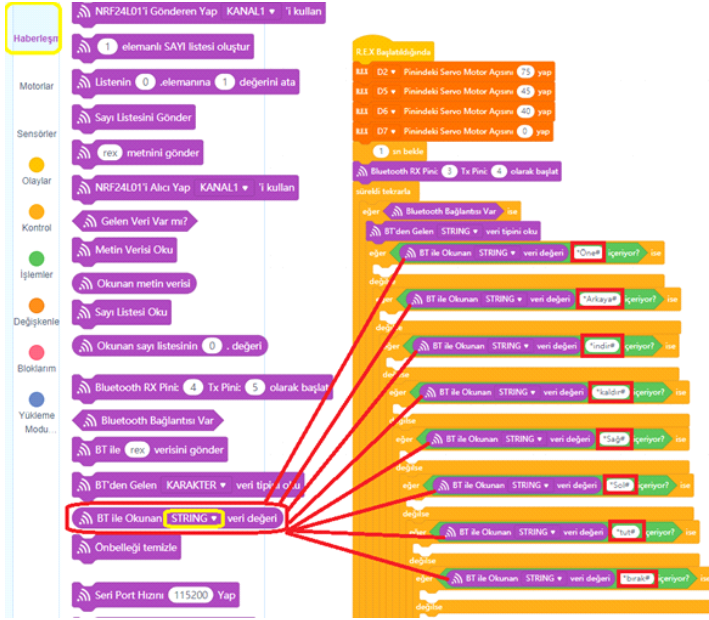 Haberleşm
Motorlar
Sensörler
Olaylar
Kontrol
İşlemler
Değişkenle
Bloklarım
Yükleme
Modu...
NRF24L01'i Gönderen Yap KANAL1 ▾ 'i kullan
1 elemanlı SAYI listesi oluştur
Listenin 0 .elemanına 1 değerini ata
Sayı Listesini Gönder
rex metnini gönder
NRF24L01'i Alıcı Yap KANAL1 ▾ 'i kullan
Gelen Veri Var mı?
Metin Verisi Oku
Okunan metin verisi
Sayı Listesi Oku
Okunan sayı listesinin 0 . değeri
Bluetooth RX Pini: 4 Tx Pini: 5 olarak başlat
Bluetooth Bağlantısı Var
BT ile rex verisini gönder
BT'den Gelen KARAKTER ▾ veri tipini oku
BT ile Okunan STRING ▾ veri değeri
Önbelleği temizle
Seri Port Hızını 115200 Yap
R.E.X Başlatıldığında
REX D2 ▾ Pinindeki Servo Motor Açısını 75 yap
REX D5 ▾ Pinindeki Servo Motor Açısını 45 yap
REX D6 ▾ Pinindeki Servo Motor Açısını 40 yap
REX D7 ▾ Pinindeki Servo Motor Açısını 0 yap
1 sn bekle
Bluetooth RX Pini: 3 Tx Pini: 4 olarak başlat
sürekli tekrarla
eğer Bluetooth Bağlantısı Var ise
BT'den Gelen STRING ▾ veri tipini oku
eğer BT ile Okunan STRING ▾ veri değeri *Öne# içeriyor? ise
değilse
eğer BT ile Okunan STRING ▾ veri değeri *Arkaya# içeriyor? ise
değilse
eğer BT ile Okunan STRING ▾ veri değeri *indir# içeriyor? ise
değilse
eğer BT ile Okunan STRING ▾ veri değeri *kaldır# içeriyor? ise
değilse
eğer BT ile Okunan STRING ▾ veri değeri *Sağ# içeriyor? ise
değilse
eğer BT ile Okunan STRING ▾ veri değeri *Sol# içeriyor? ise
değilse
eğer BT ile Okunan STRING ▾ veri değeri *tut# içeriyor? ise
değilse
eğer BT ile Okunan STRING ▾ veri değeri *bırak# içeriyor? ise
değilse